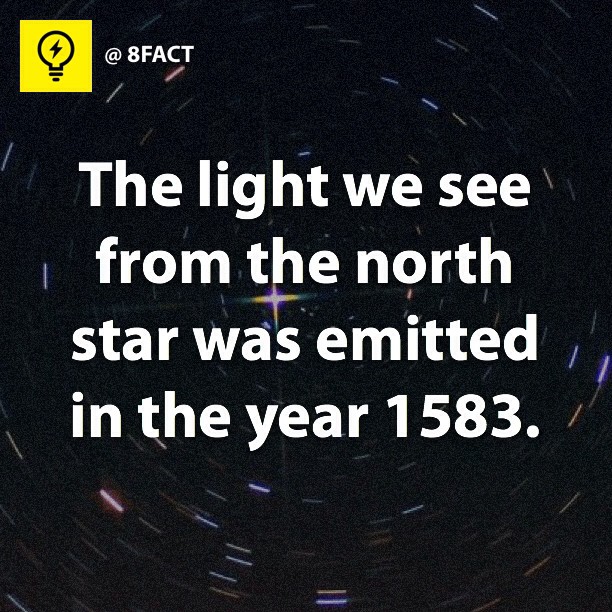 @ 8FACT
The light we see
from the north
star was emitted
in the year 1583.